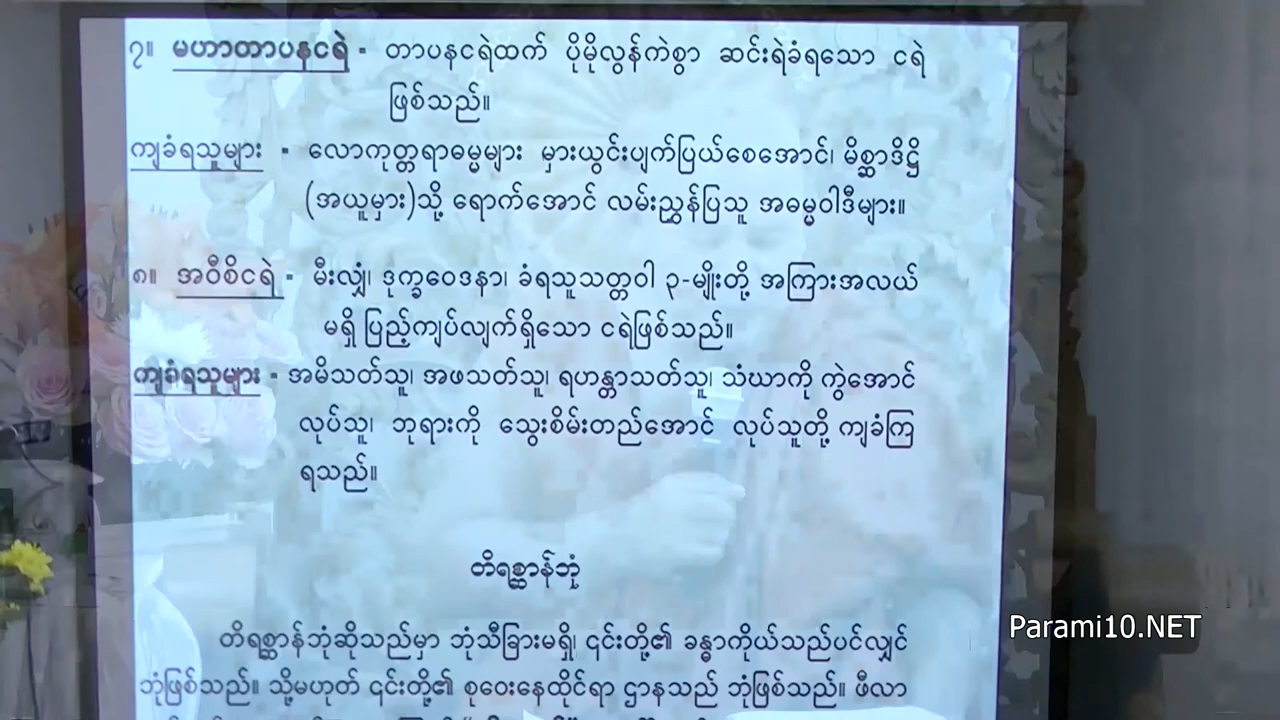 ၇။ မဟာတာပနငရဲ - တာပနငရဲထက် ပိုမိုလွန်ကဲစွာ ဆင်းရဲခံရသော ငရဲ
ဖြစ်သည်။
ကျခံရသူများ - လောကုတ္တရာဓမ္မများ မှားယွင်းပျက်ပြယ်စေအောင်၊ မိစ္ဆာဒိဋ္ဌိ
(အယူမှား)သို့ ရောက်အောင် လမ်းညွှန်ပြသူ အဓမ္မဝါဒီများ။
၈။ အဝီစိငရဲ - မီးလျှံ၊ ဒုက္ခဝေဒနာ၊ ခံရသူသတ္တဝါ ၃-မျိုးတို့ အကြားအလယ်
မရှိ ပြည့်ကျပ်လျက်ရှိသော ငရဲဖြစ်သည်။
ကျခံရသူများ - အမိသတ်သူ၊ အဖသတ်သူ၊ ရဟန္တာသတ်သူ၊ သံဃာကို ကွဲအောင်
လုပ်သူ၊ ဘုရားကို သွေးစိမ်းတည်အောင် လုပ်သူတို့ ကျခံကြ
ရသည်။
တိရစ္ဆာန်ဘုံ
တိရစ္ဆာန်ဘုံဆိုသည်မှာ ဘုံသီခြားမရှိ၊ ၎င်းတို့၏ ခန္ဓာကိုယ်သည်ပင်လျှင်
ဘုံဖြစ်သည်။ သို့မဟုတ် ၎င်းတို့၏ စုဝေးနေထိုင်ရာ ဌာနသည် ဘုံဖြစ်သည်။ ဖီလာ
Parami10.NET